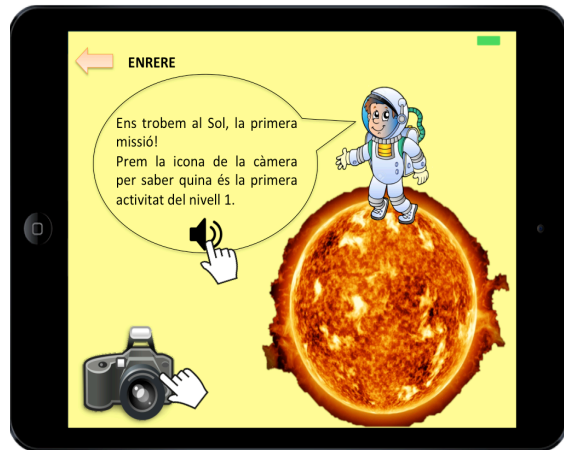 ENRERE
Ens trobem al Sol, la primera
missió!
Prem la icona de la càmera
per saber quina és la primera
activitat del nivell 1.